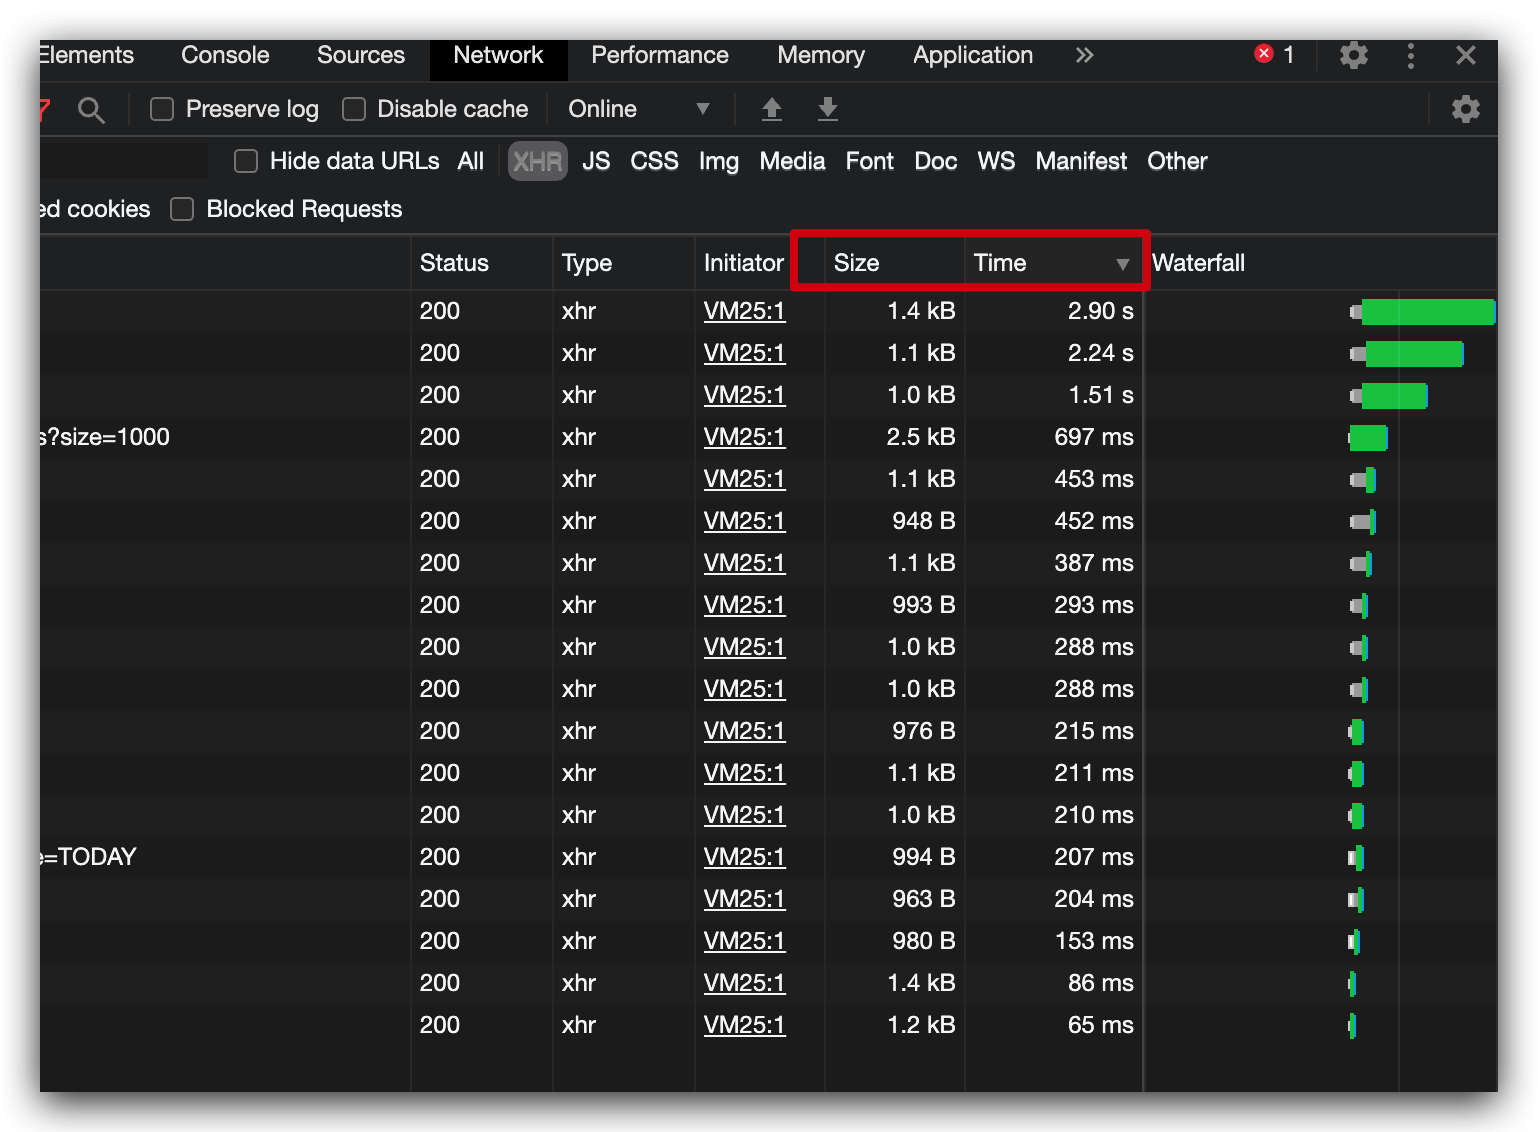 Elements Console Sources Network Performance Memory Application » 1
Preserve log Disable cache Online
Hide data URLs All XHR JS CSS Img Media Font Doc WS Manifest Other
ed cookies Blocked Requests
Status Type Initiator Size Time Waterfall
200 xhr VM25:1 1.4 kB 2.90 s
200 xhr VM25:1 1.1 kB 2.24 s
200 xhr VM25:1 1.0 kB 1.51 s
s?size=1000 200 xhr VM25:1 2.5 kB 697 ms
200 xhr VM25:1 1.1 kB 453 ms
200 xhr VM25:1 948 B 452 ms
200 xhr VM25:1 1.1 kB 387 ms
200 xhr VM25:1 993 B 293 ms
200 xhr VM25:1 1.0 kB 288 ms
200 xhr VM25:1 1.0 kB 288 ms
200 xhr VM25:1 976 B 215 ms
200 xhr VM25:1 1.1 kB 211 ms
200 xhr VM25:1 1.0 kB 210 ms
e=TODAY 200 xhr VM25:1 994 B 207 ms
200 xhr VM25:1 963 B 204 ms
200 xhr VM25:1 980 B 153 ms
200 xhr VM25:1 1.4 kB 86 ms
200 xhr VM25:1 1.2 kB 65 ms